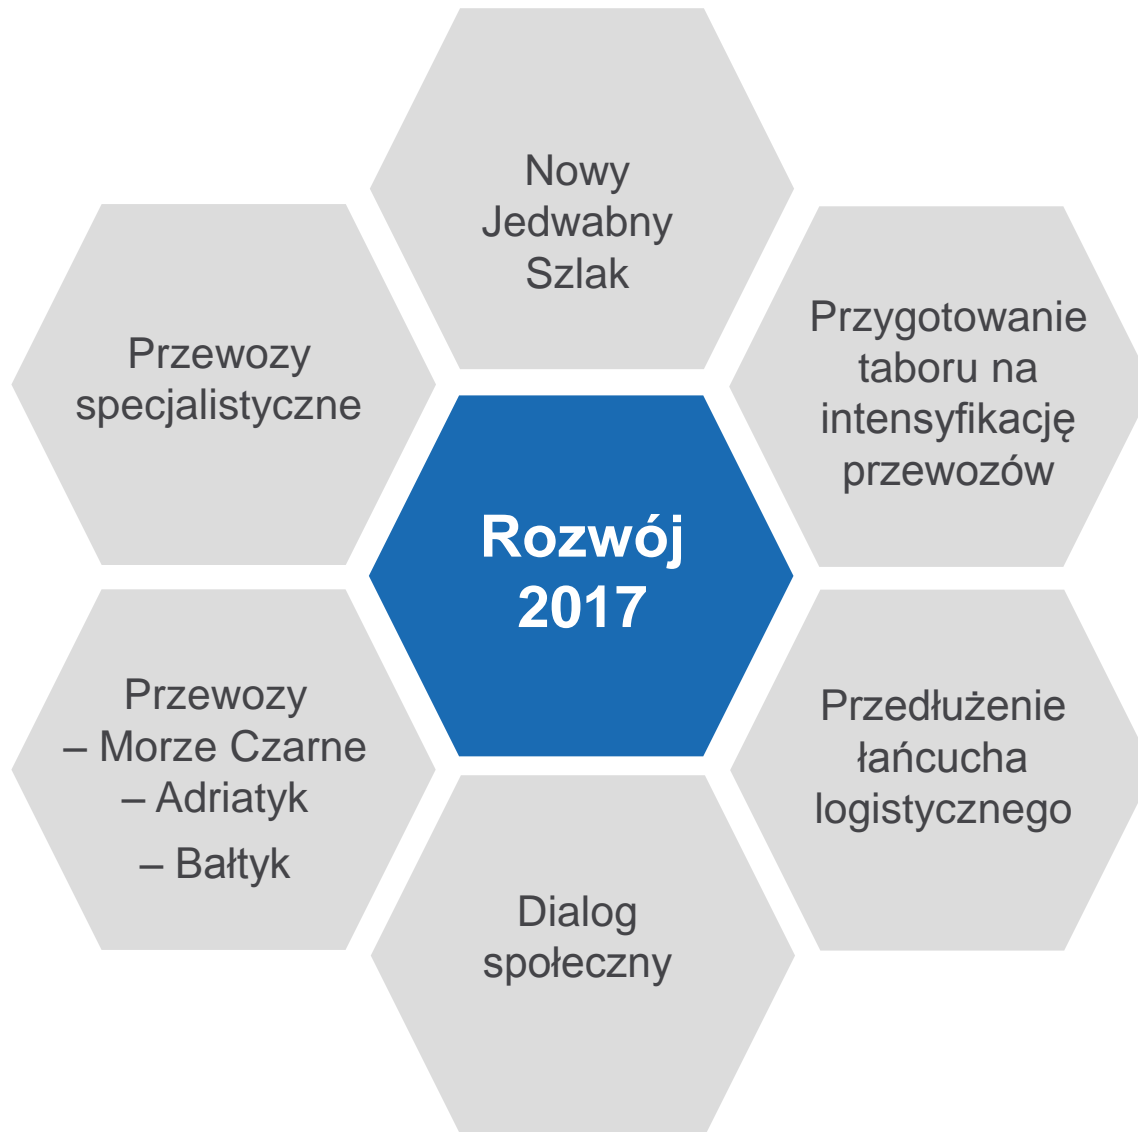 Nowy
Jedwabny
Szlak
Przewozy
specjalistyczne
Przygotowanie
taboru na
intensyfikację
przewozów
Rozwój
2017
Przewozy
– Morze Czarne
– Adriatyk
– Bałtyk
Przedłużenie
łańcucha
logistycznego
Dialog
społeczny